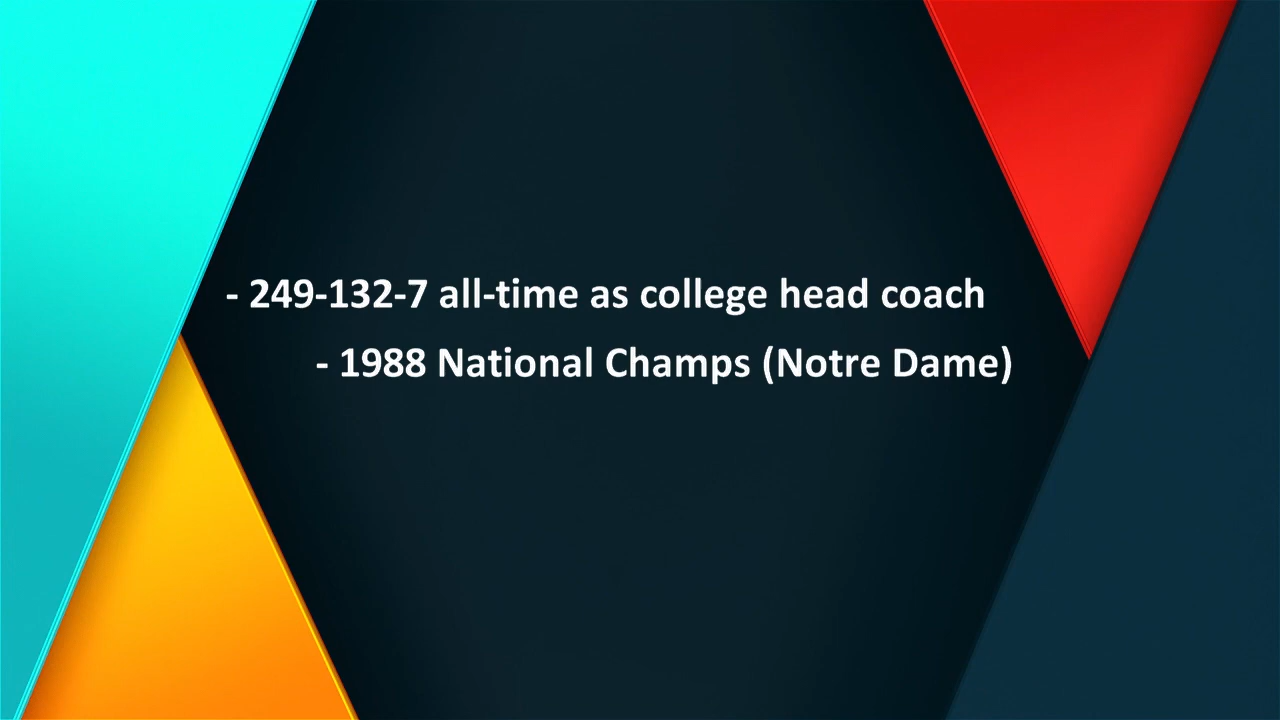 - 249-132-7 all-time as college head coach
- 1988 National Champs (Notre Dame)